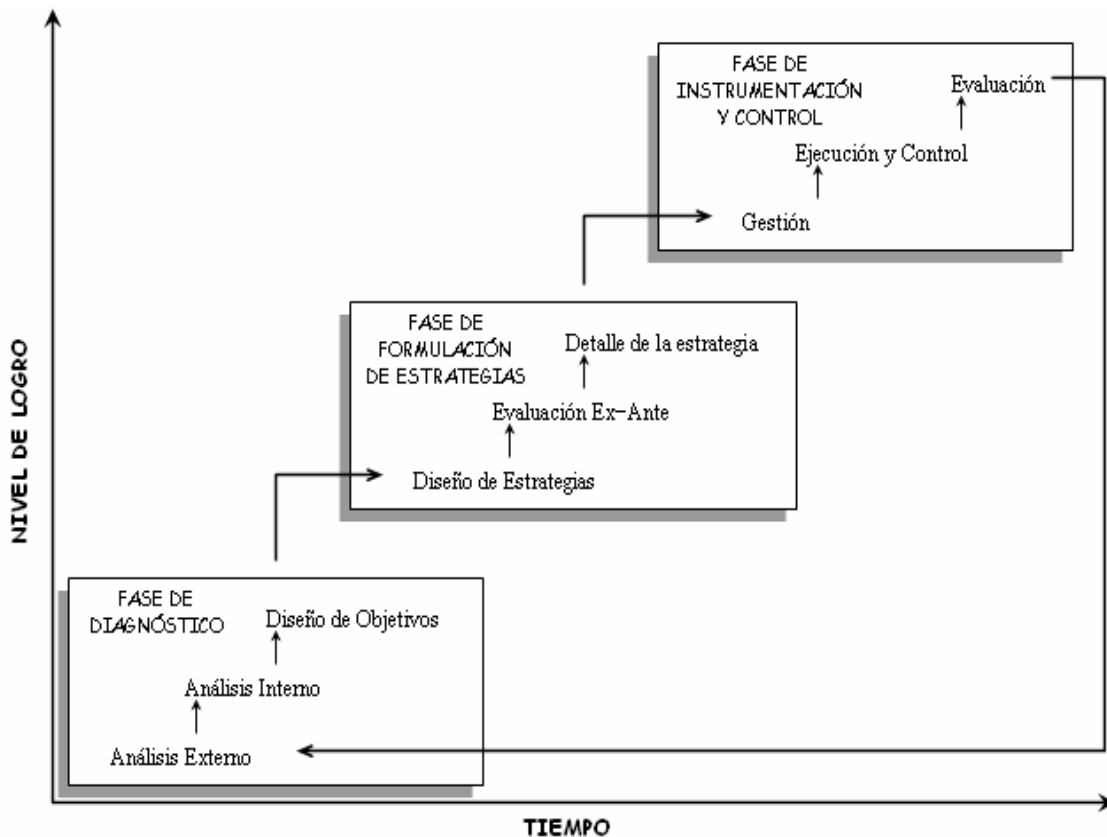 FASE DE
INSTRUMENTACIÓN
Y CONTROL
Evaluación
Ejecución y Control
Gestión
FASE DE
FORMULACIÓN
DE ESTRATEGIAS
Detalle de la estrategia
Evaluación Ex-Ante
Diseño de Estrategias
NIVEL DE LOGRO
FASE DE
DIAGNÓSTICO
Diseño de Objetivos
Análisis Interno
Análisis Externo
TIEMPO